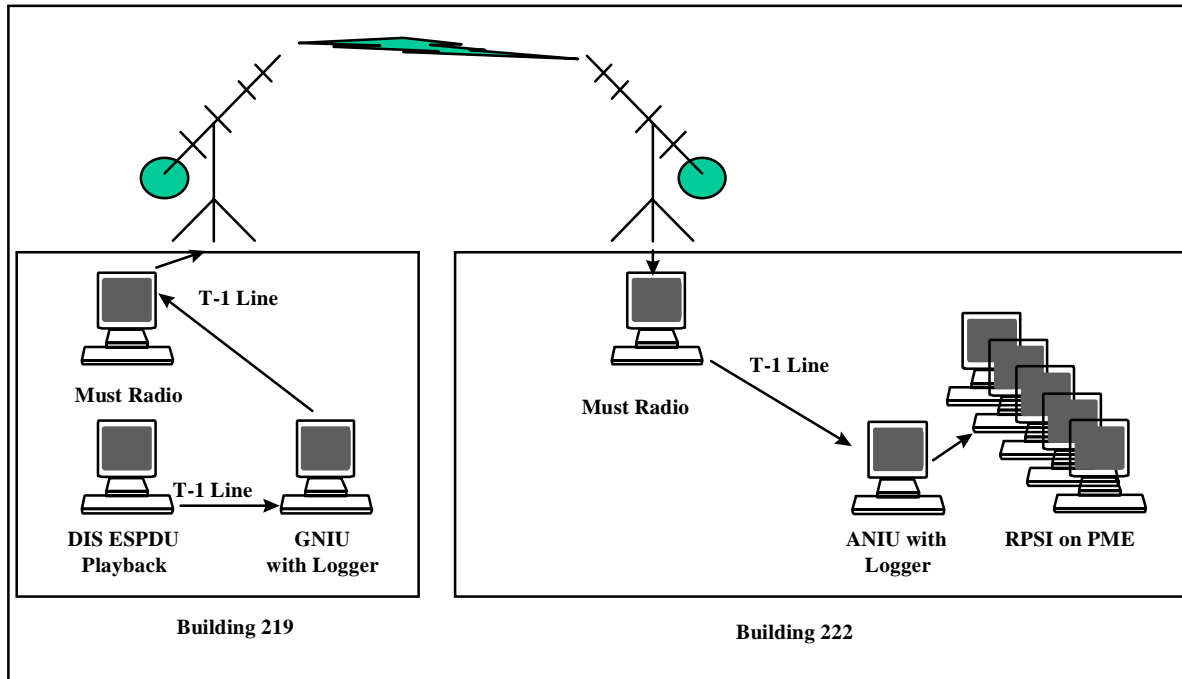 T-1 Line
Must Radio
T-1 Line
DIS ESPDU
Playback
GNIU
with Logger
Building 219
T-1 Line
Must Radio
ANIU with
Logger
RPSI on PME
Building 222